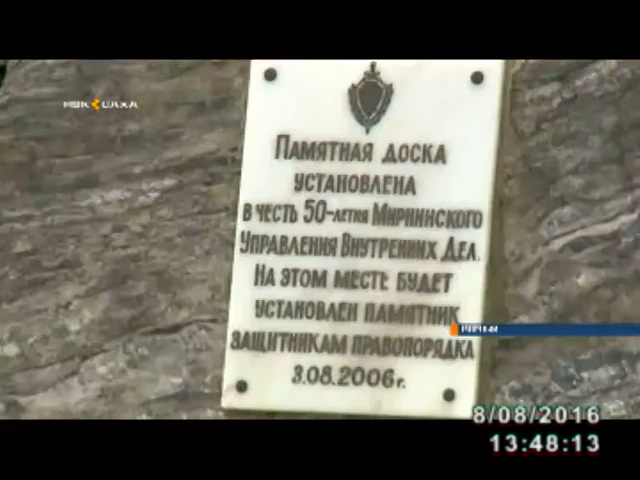 НВК САХА
ПАМЯТНАЯ ДОСКА
УСТАНОВЛЕНА
В ЧЕСТЬ 50-ЛЕТИЯ МИРНИНСКОГО
УПРАВЛЕНИЯ ВНУТРЕННИХ ДЕЛ.
НА ЭТОМ МЕСТЕ БУДЕТ
УСТАНОВЛЕН ПАМЯТНИК
ЗАЩИТНИКАМ ПРАВОПОРЯДКА
3.08.2006г.
8/08/2016
13:48:13